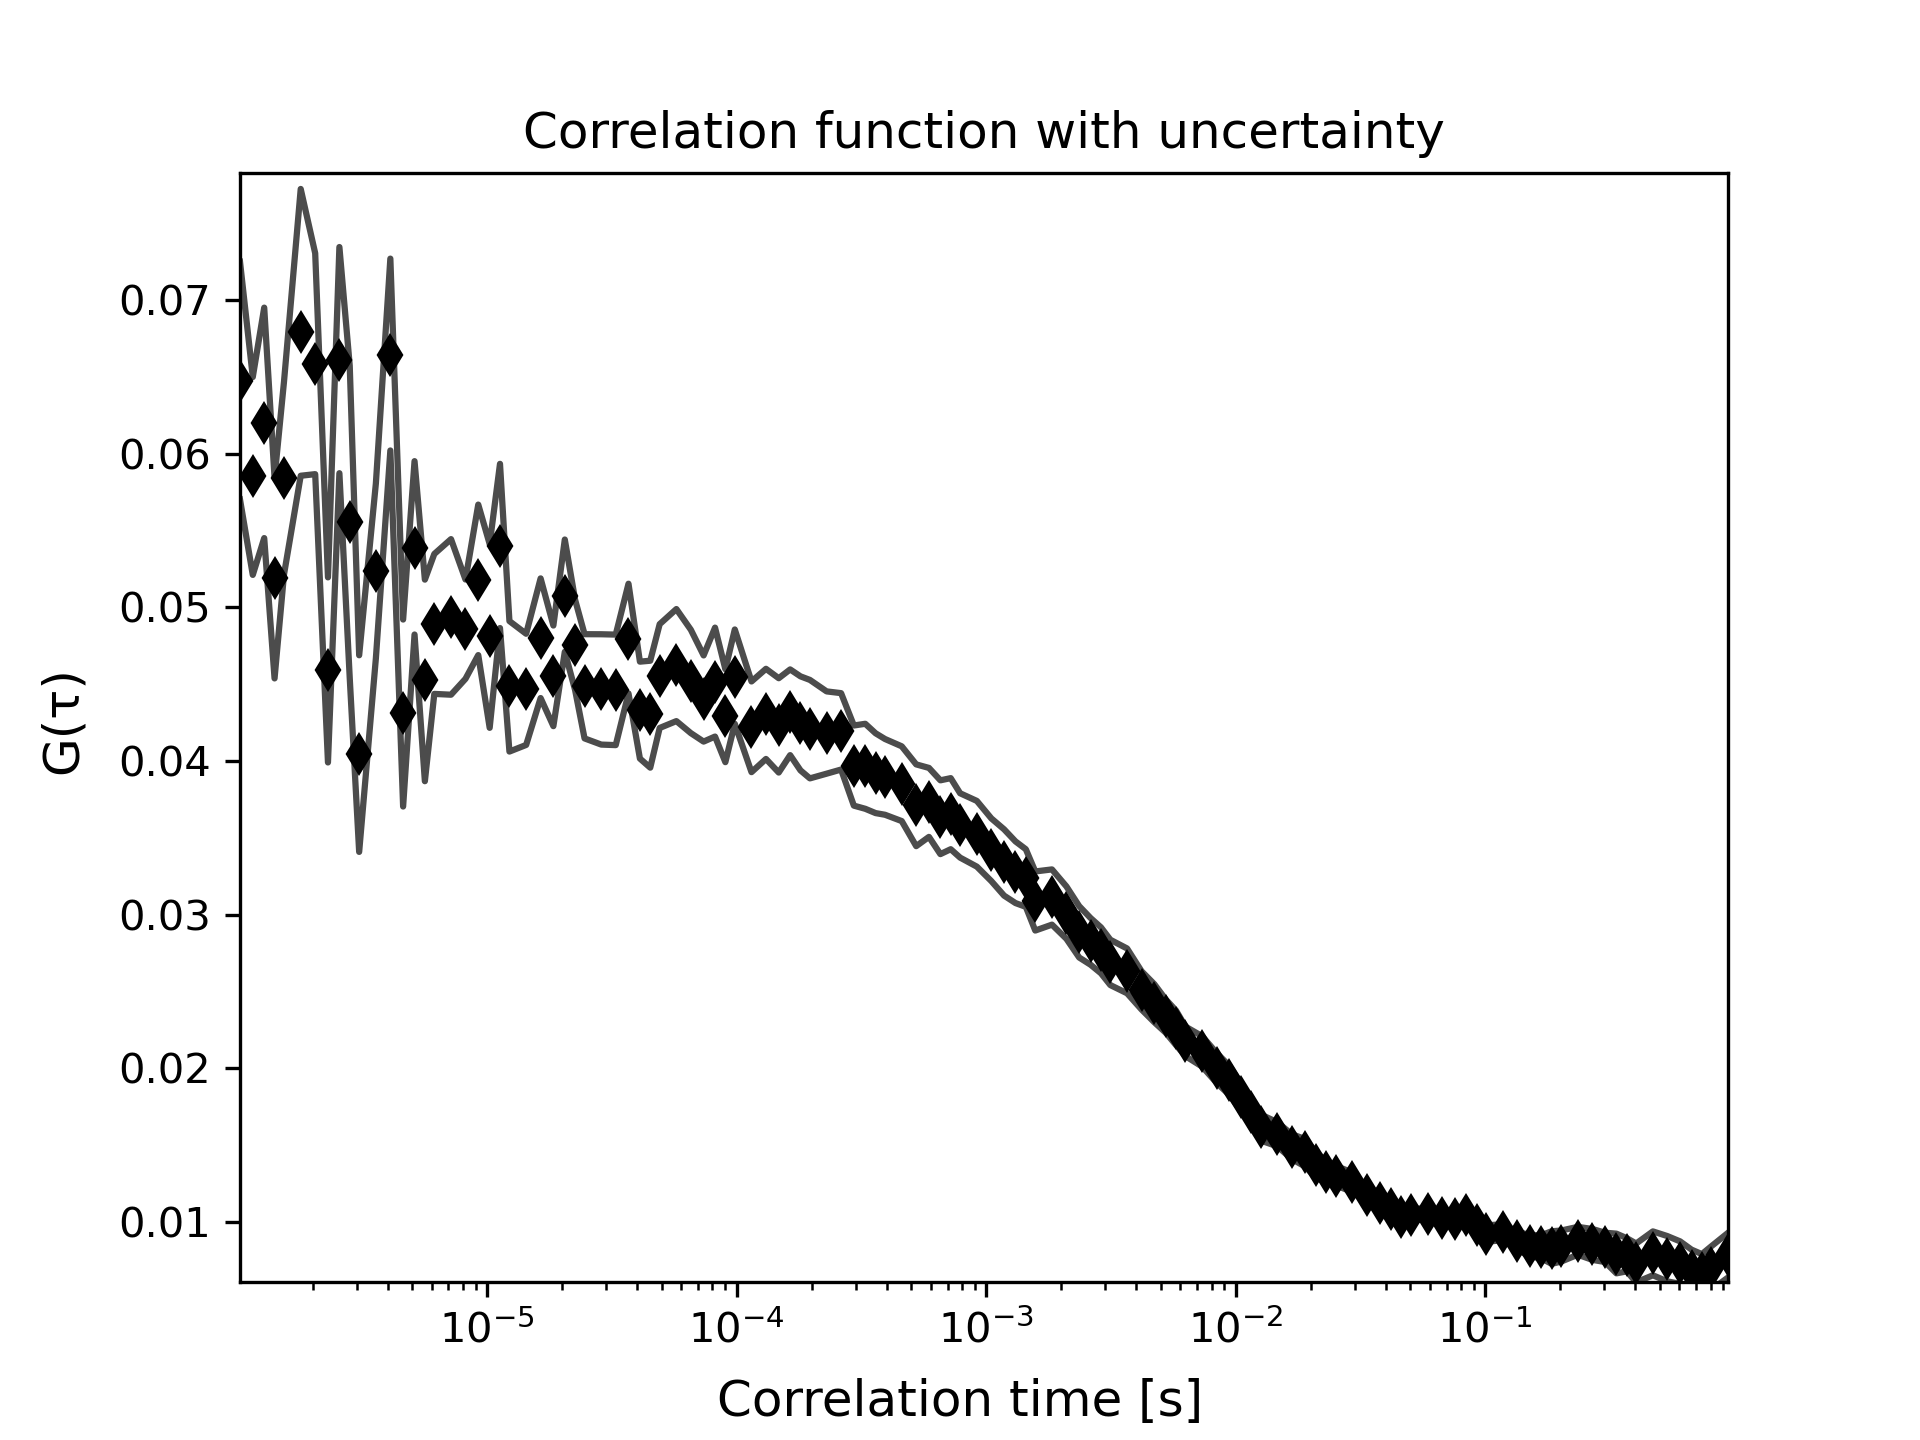 Correlation function with uncertainty
G(τ)
0.07
0.06
0.05
0.04
0.03
0.02
0.01
10⁻⁵ 10⁻⁴ 10⁻³ 10⁻² 10⁻¹
Correlation time [s]